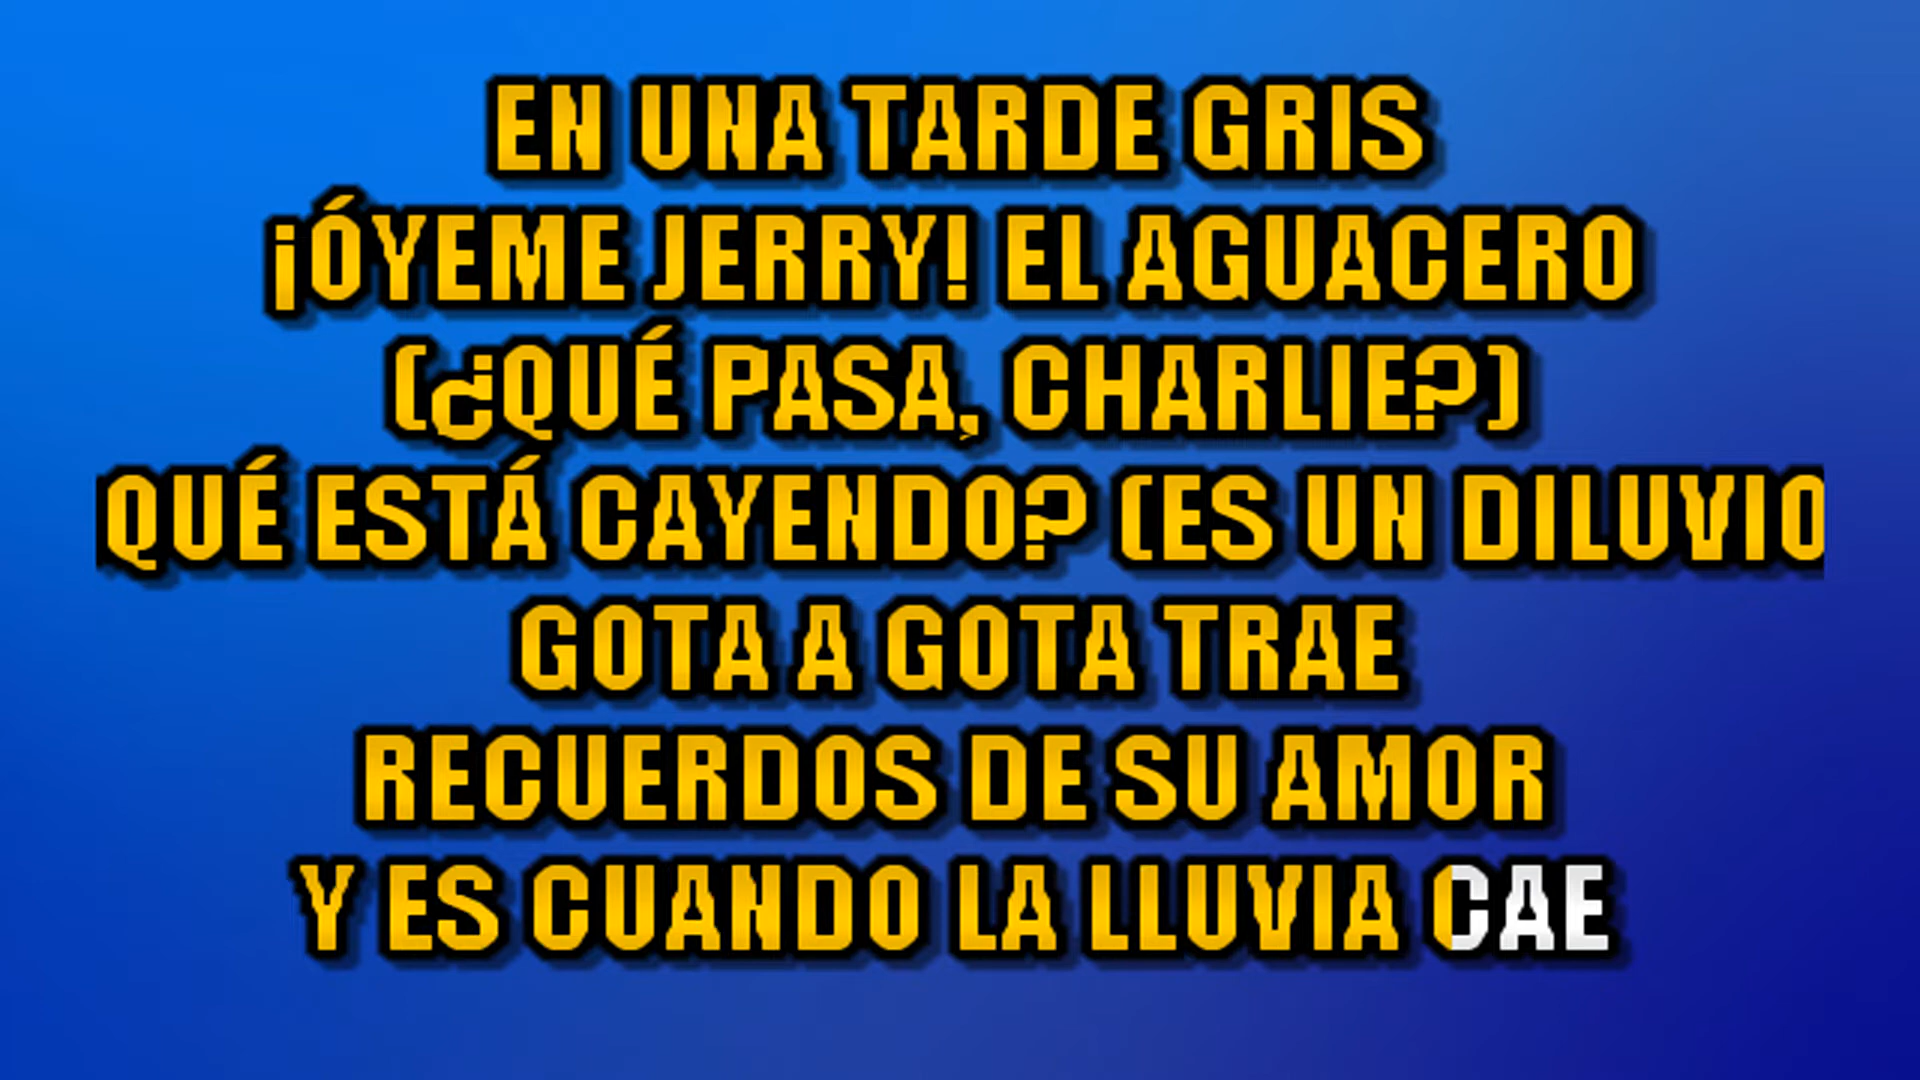 EN UNA TARDE GRIS
¡ÓYEME JERRY! EL AGUACERO
(¿QUÉ PASA, CHARLIE?)
QUÉ ESTÁ CAYENDO? (ES UN DILUVIO
GOTA A GOTA TRAE
RECUERDOS DE SU AMOR
Y ES CUANDO LA LLUVIA CAE